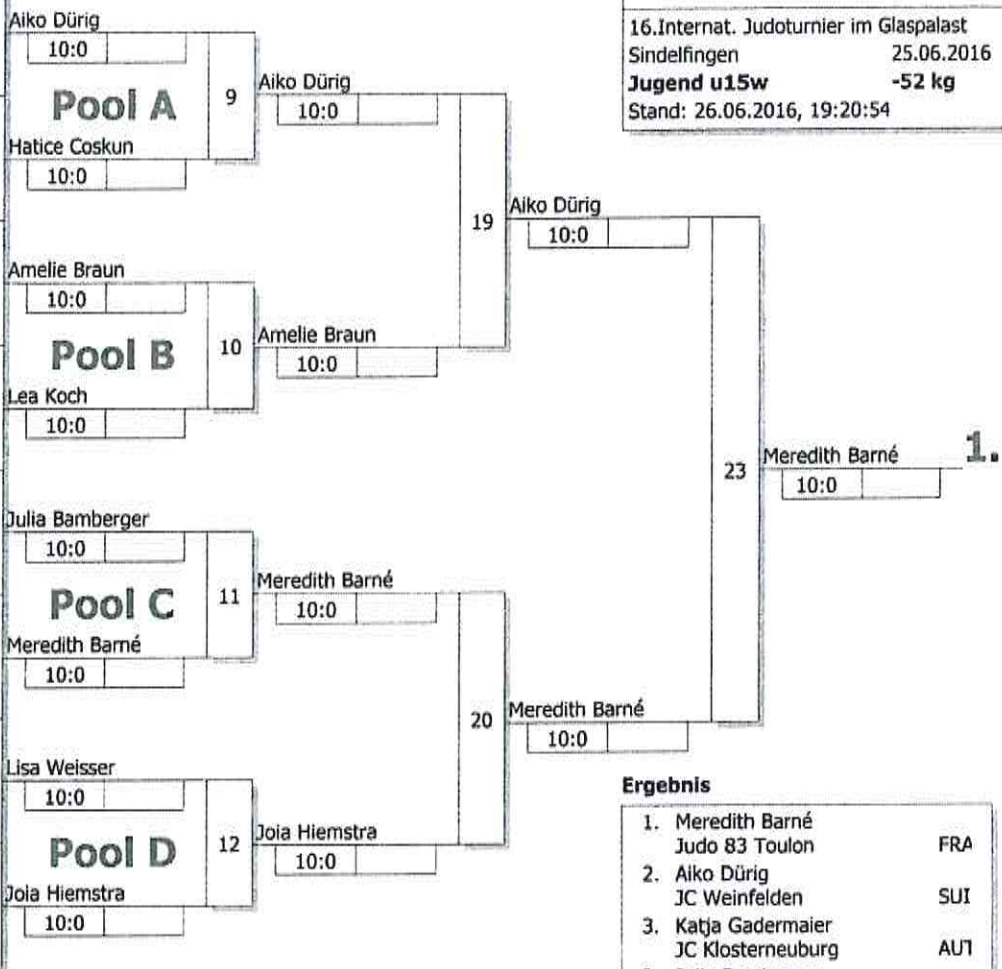 16.Internat. Judoturnier im Glaspalast
Sindelfingen 25.06.2016
Jugend u15w -52 kg
Stand: 26.06.2016, 19:20:54
Aiko Dürig
10:0
Pool A
9
Hatice Coskun
10:0
Aiko Dürig
10:0
Amelie Braun
10:0
Pool B
10
Lea Koch
10:0
Amelie Braun
10:0
19
Aiko Dürig
10:0
Julia Bamberger
10:0
Pool C
11
Meredith Barné
10:0
Meredith Barné
10:0
Lisa Weisser
10:0
Pool D
12
Joia Hiemstra
10:0
Joia Hiemstra
10:0
20
Meredith Barné
10:0
23
Meredith Barné
10:0
1.
Ergebnis
1. Meredith Barné
Judo 83 Toulon FRA
2. Aiko Dürig
JC Weinfelden SUI
3. Katja Gadermaier
JC Klosterneuburg AUT